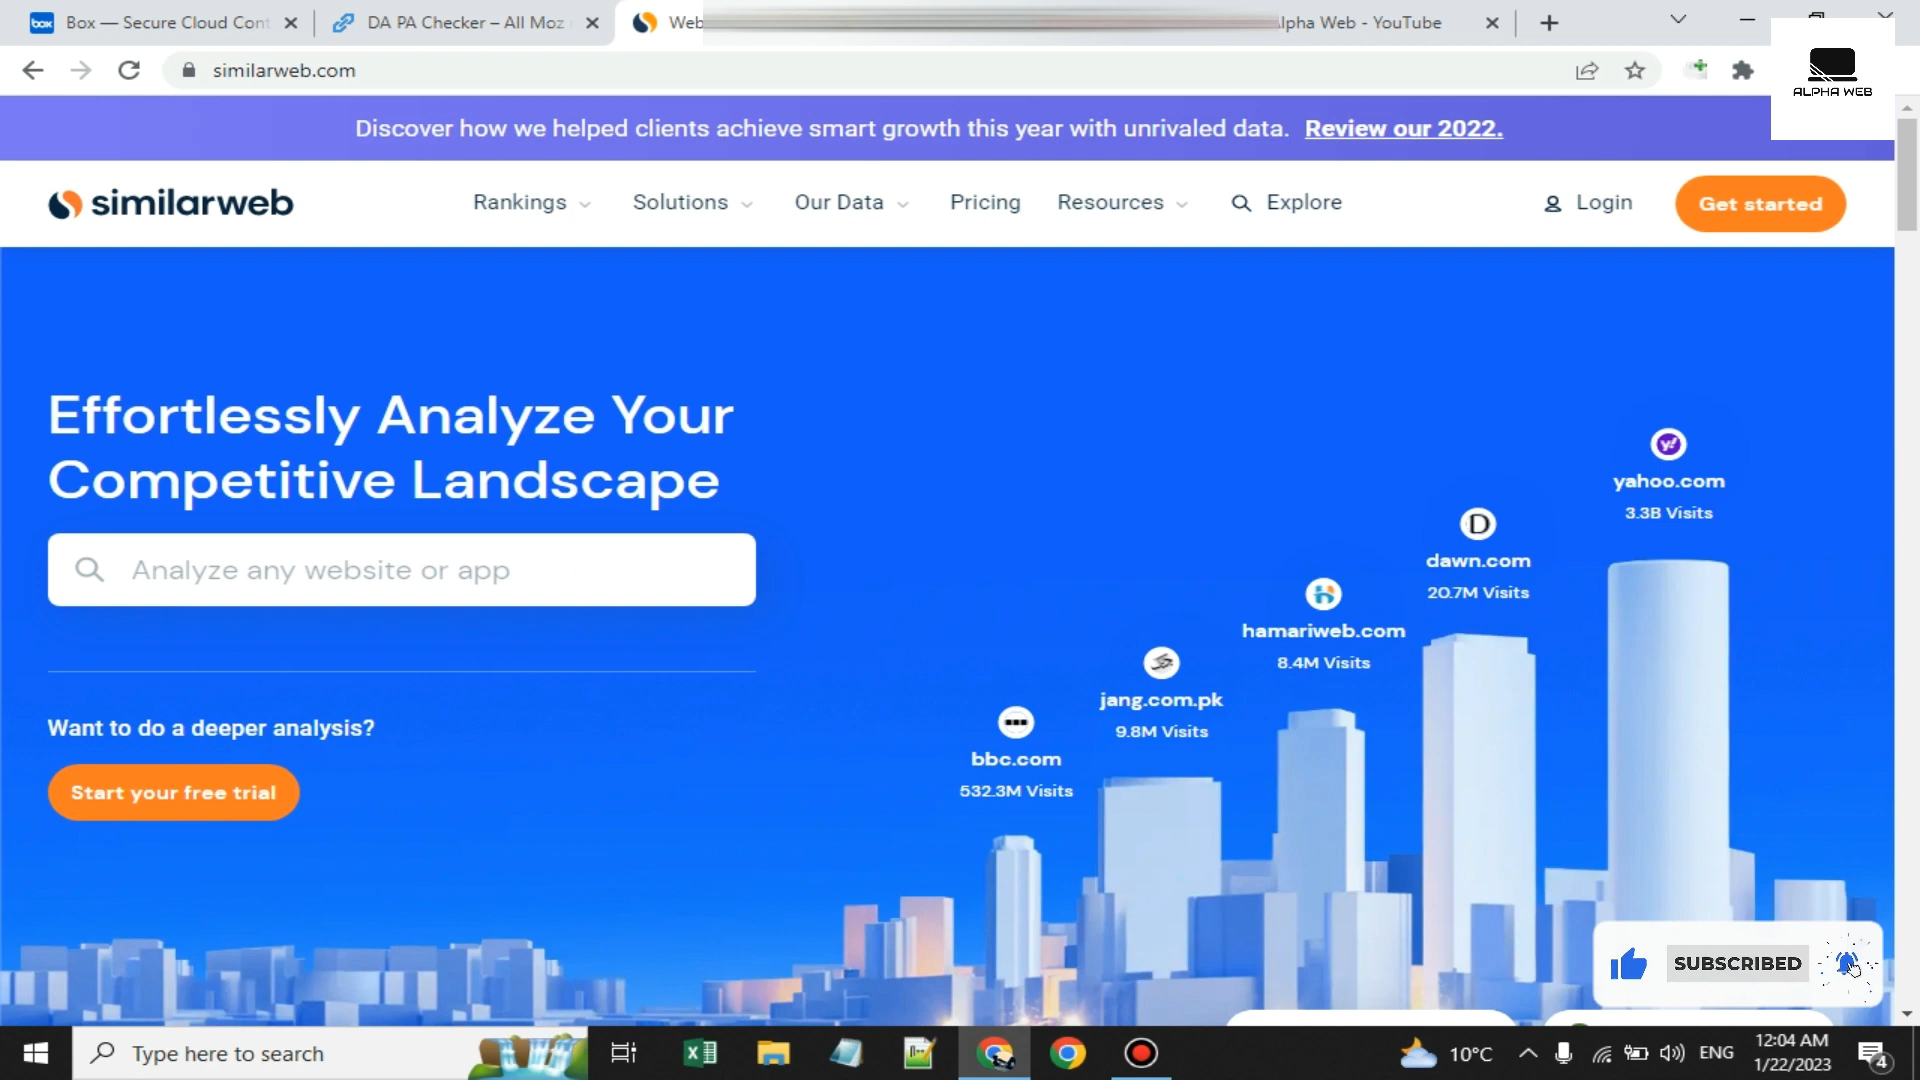 box Box — Secure Cloud Cont
DA PA Checker – All Moz
Web
lpha Web - YouTube
similarweb.com
ALPHA WEB
Discover how we helped clients achieve smart growth this year with unrivaled data. Review our 2022.
similarweb
Rankings
Solutions
Our Data
Pricing
Resources
Explore
Login
Get started
Effortlessly Analyze Your
Competitive Landscape
Analyze any website or app
Want to do a deeper analysis?
Start your free trial
yahoo.com
3.3B Visits
D
dawn.com
20.7M Visits
hamariweb.com
8.4M Visits
jang.com.pk
9.8M Visits
bbc.com
532.3M Visits
SUBSCRIBED
Type here to search
10°C
ENG
12:04 AM
1/22/2023
4